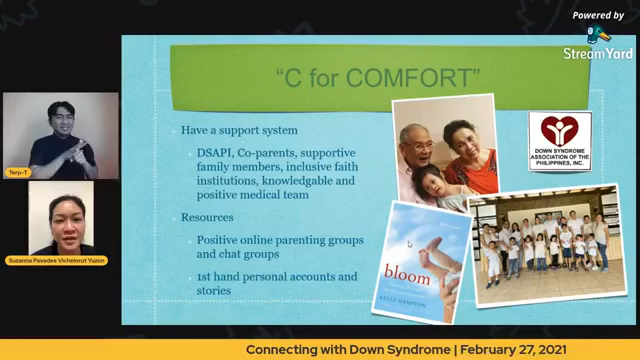 Powered by
StreamYard
"C for COMFORT"
Have a support system
DSAPI, Co-parents, supportive
family members, inclusive faith
institutions, knowledgable and
positive medical team
Resources
Positive online parenting groups
and chat groups
1st hand personal accounts and
stories
DOWN SYNDROME
ASSOCIATION OF THE
PHILIPPINES, INC.
bloom
KELLE HAMPTON
Terp-T
Suzanna Pavadee Vicheinrut Yuzon
Connecting with Down Syndrome | February 27, 2021